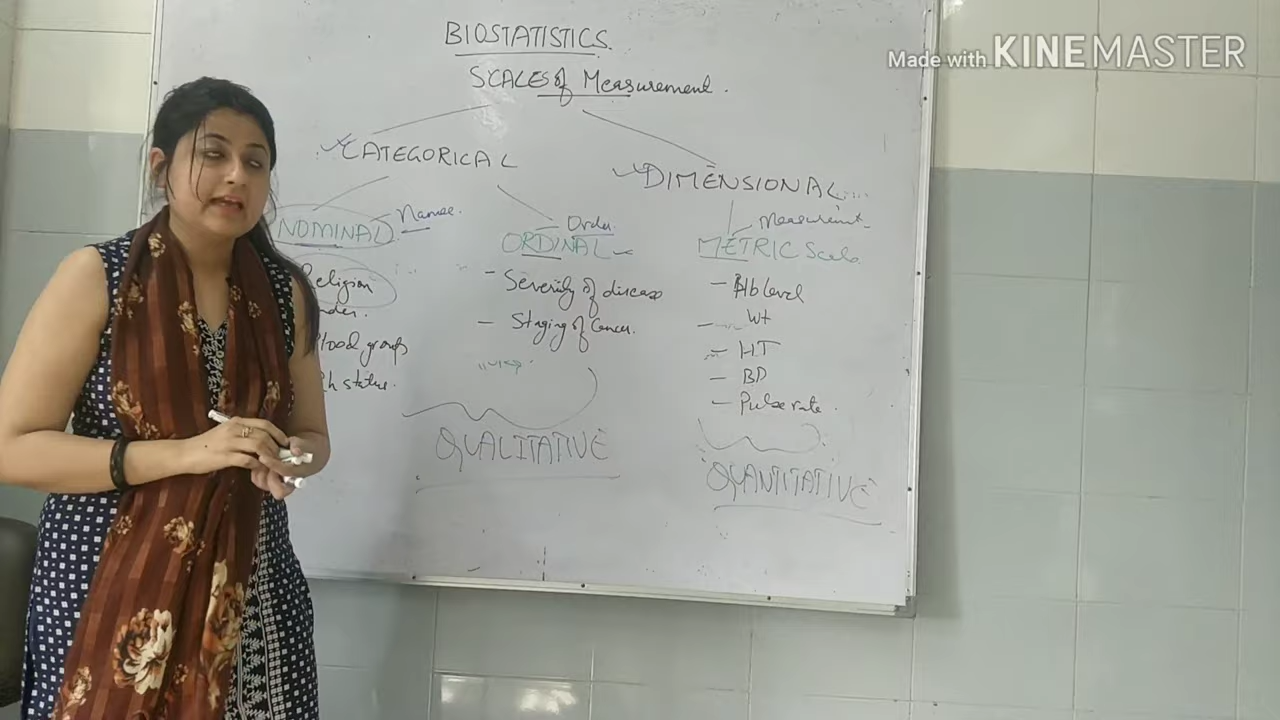 BIOSTATISTICS.
SCALES of Measurement.
CATEGORICAL
DIMENSIONAL
NOMINAL
Names.
ORDINAL
Order
METRIC Scale
Measurement
Religion
Blood groups
status.
- Severity of disease
- Staging of Cancer.
- Hb level
- Wt
- HT
- BP
- Pulse rate.
QUALITATIVE
QUANTITATIVE
Made with KINEMASTER